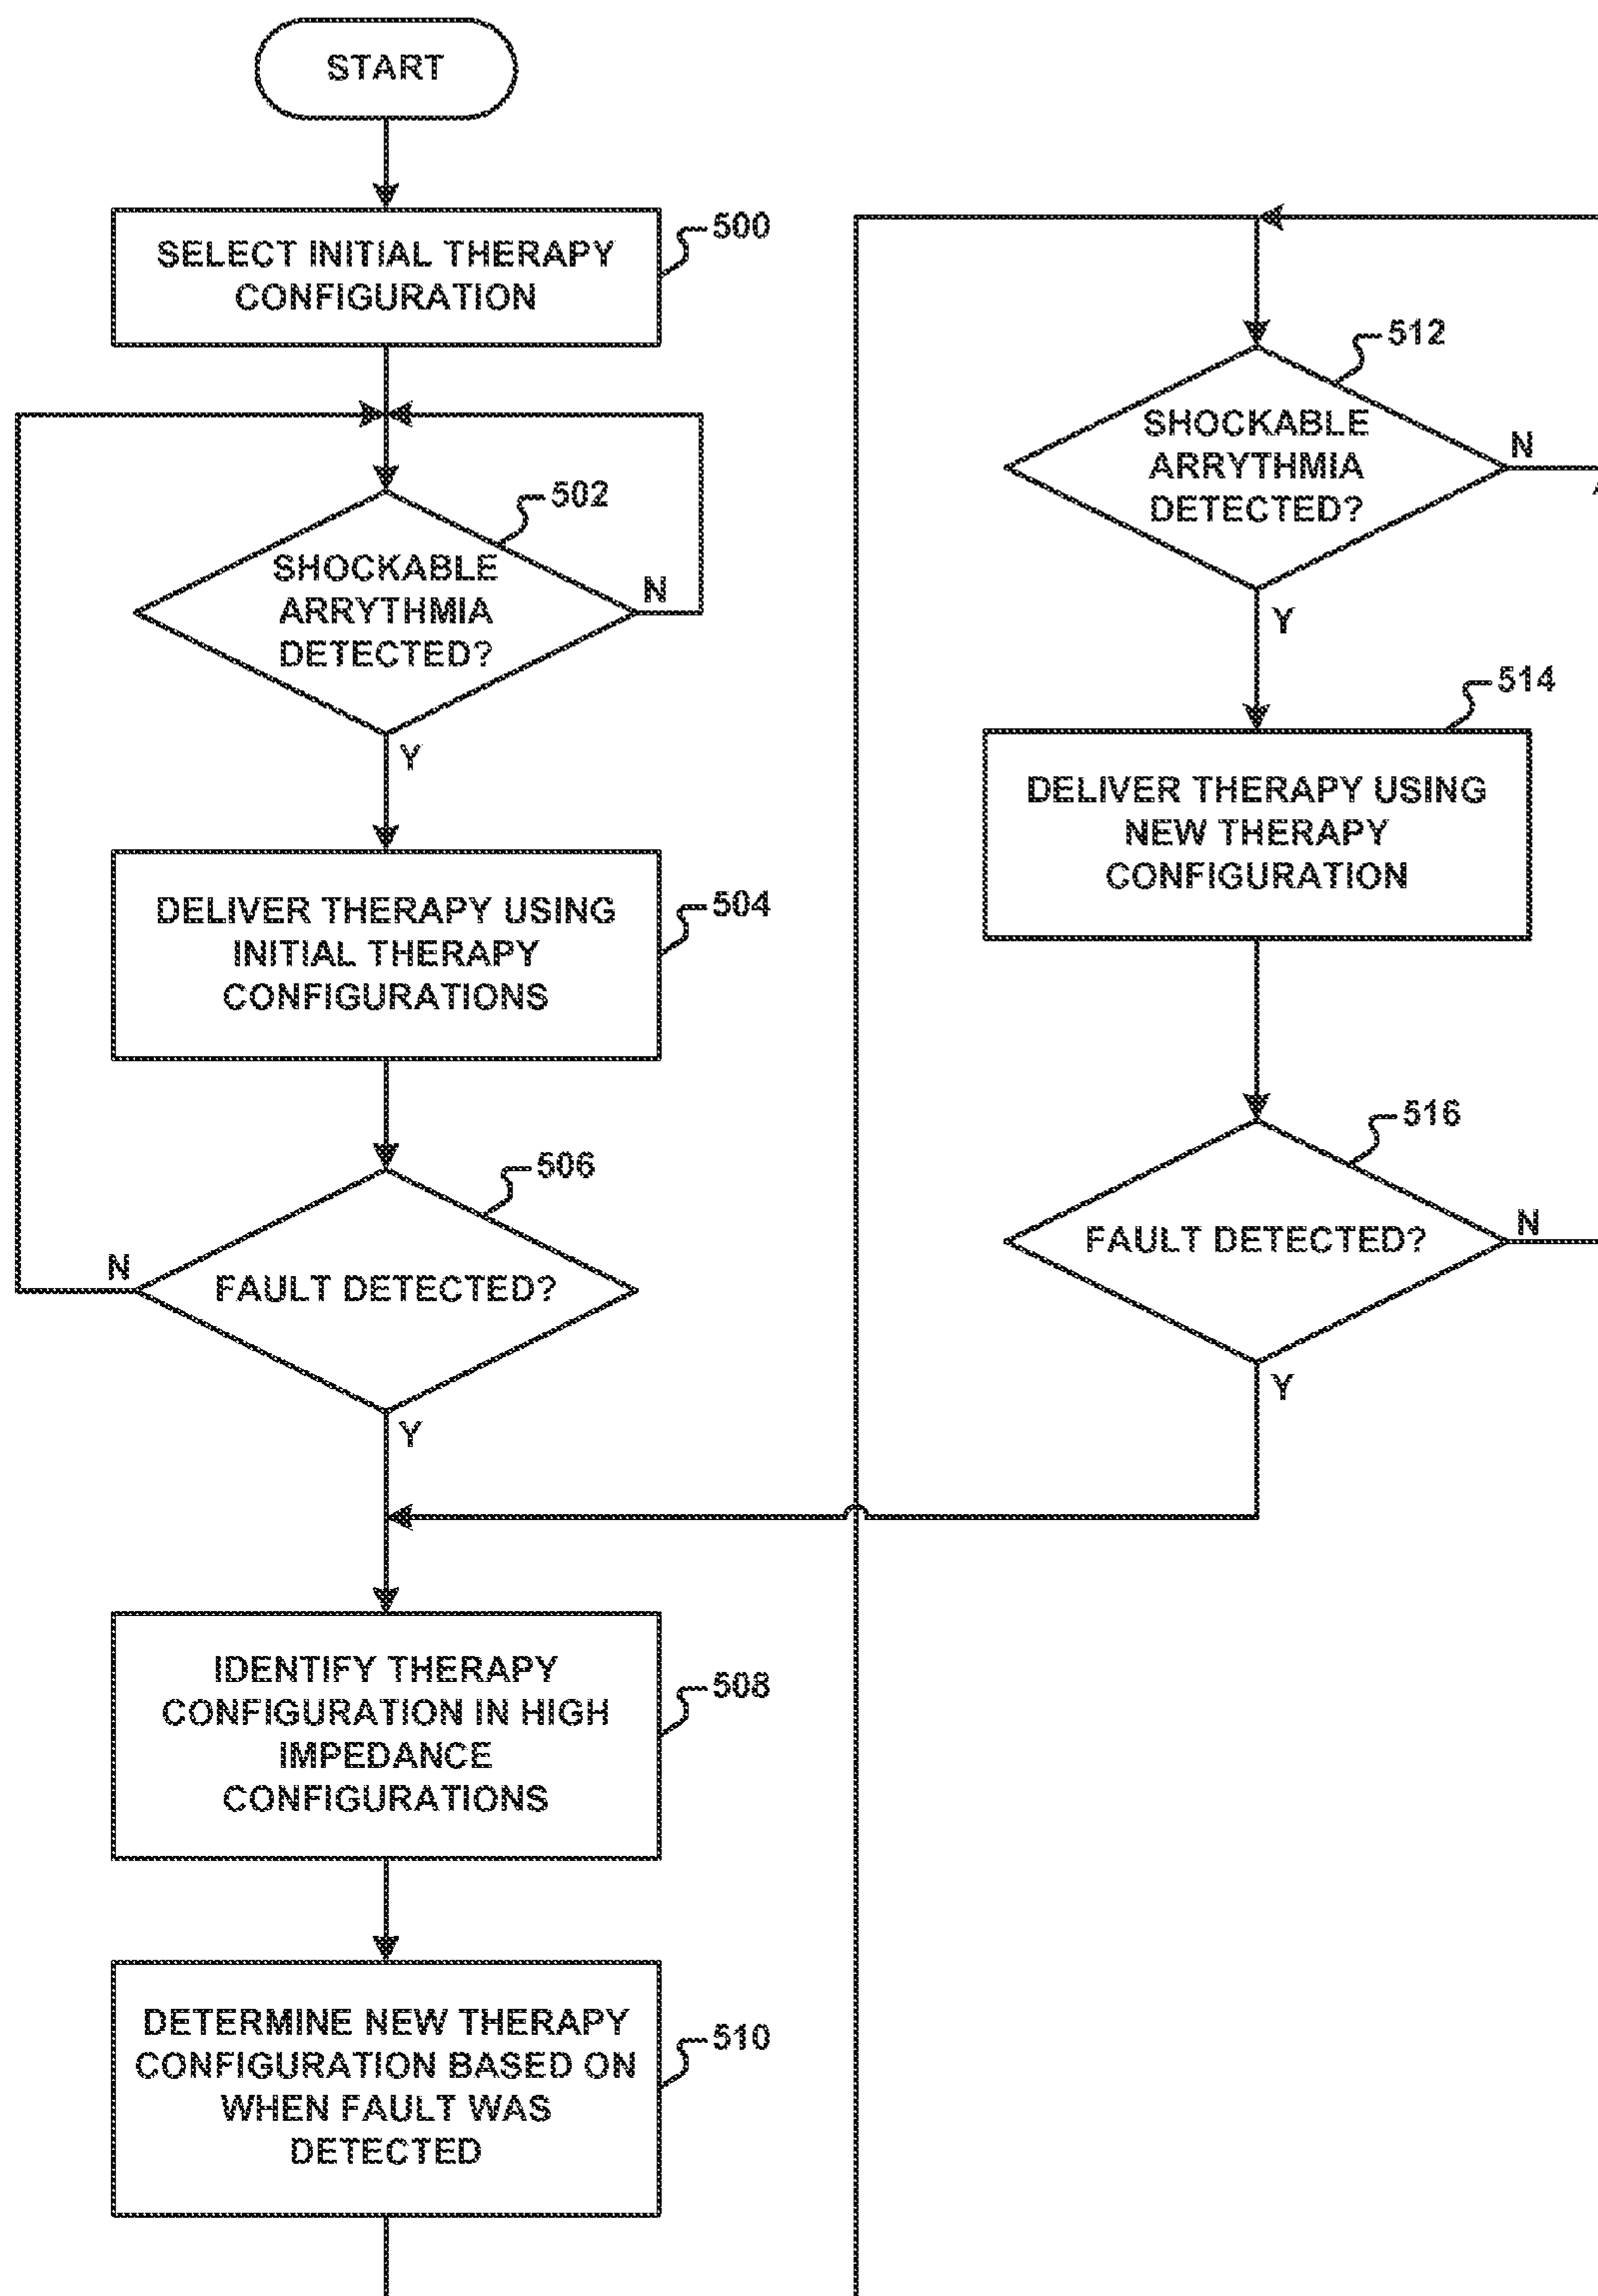 START
500
SELECT INITIAL THERAPY
CONFIGURATION
502
SHOCKABLE
ARRYTHMIA
DETECTED?
N
Y
504
DELIVER THERAPY USING
INITIAL THERAPY
CONFIGURATIONS
506
FAULT DETECTED?
N
Y
508
IDENTIFY THERAPY
CONFIGURATION IN HIGH
IMPEDANCE
CONFIGURATIONS
510
DETERMINE NEW THERAPY
CONFIGURATION BASED ON
WHEN FAULT WAS
DETECTED
512
SHOCKABLE
ARRYTHMIA
DETECTED?
N
Y
514
DELIVER THERAPY USING
NEW THERAPY
CONFIGURATION
516
FAULT DETECTED?
N
Y